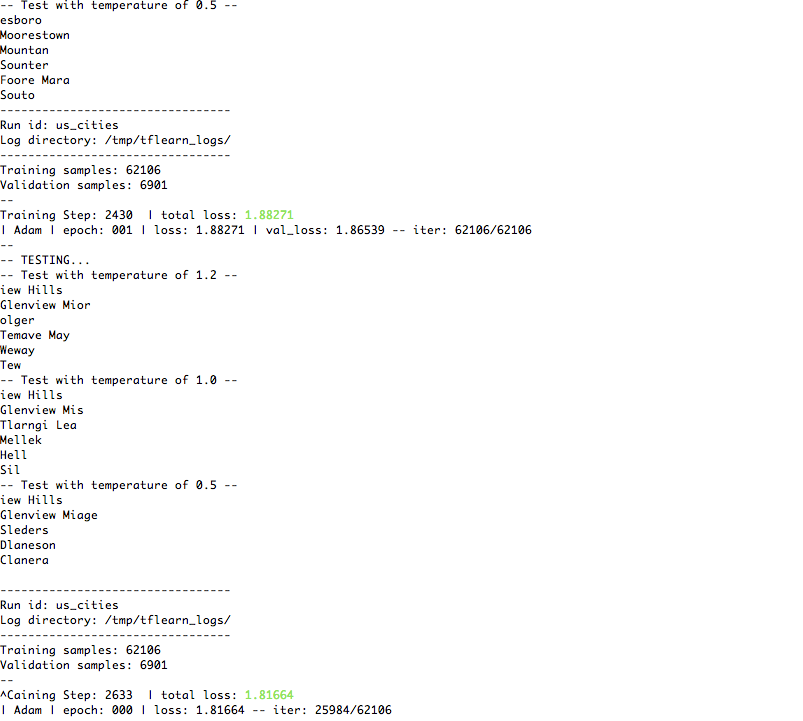 -- Test with temperature of 0.5 --
esboro
Moorestown
Mountan
Sounter
Foore Mara
Souto
---------------------------------
Run id: us_cities
Log directory: /tmp/tflearn_logs/
---------------------------------
Training samples: 62106
Validation samples: 6901
--
Training Step: 2430  | total loss: 1.88271
| Adam | epoch: 001 | loss: 1.88271 | val_loss: 1.86539 -- iter: 62106/62106
--
-- TESTING...
-- Test with temperature of 1.2 --
iew Hills
Glenview Mior
olger
Temave May
Weway
Tew
-- Test with temperature of 1.0 --
iew Hills
Glenview Mis
Tlarngi Lea
Mellek
Hell
Sil
-- Test with temperature of 0.5 --
iew Hills
Glenview Miage
Sleders
Dlaneson
Clanera
---------------------------------
Run id: us_cities
Log directory: /tmp/tflearn_logs/
---------------------------------
Training samples: 62106
Validation samples: 6901
--
^Caining Step: 2633  | total loss: 1.81664
| Adam | epoch: 000 | loss: 1.81664 -- iter: 25984/62106